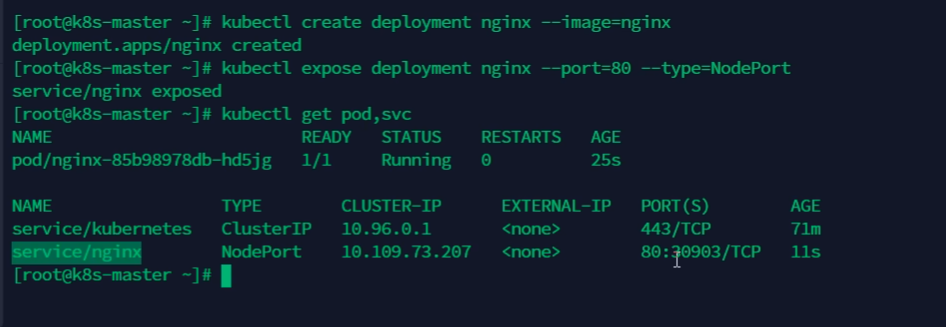 [root@k8s-master ~]# kubectl create deployment nginx --image=nginx
deployment.apps/nginx created
[root@k8s-master ~]# kubectl expose deployment nginx --port=80 --type=NodePort
service/nginx exposed
[root@k8s-master ~]# kubectl get pod,svc
NAME READY STATUS RESTARTS AGE
pod/nginx-85b98978db-hd5jg 1/1 Running 0 25s
NAME TYPE CLUSTER-IP EXTERNAL-IP PORT(S) AGE
service/kubernetes ClusterIP 10.96.0.1 <none> 443/TCP 71m
service/nginx NodePort 10.109.73.207 <none> 80:30903/TCP 11s
[root@k8s-master ~]#